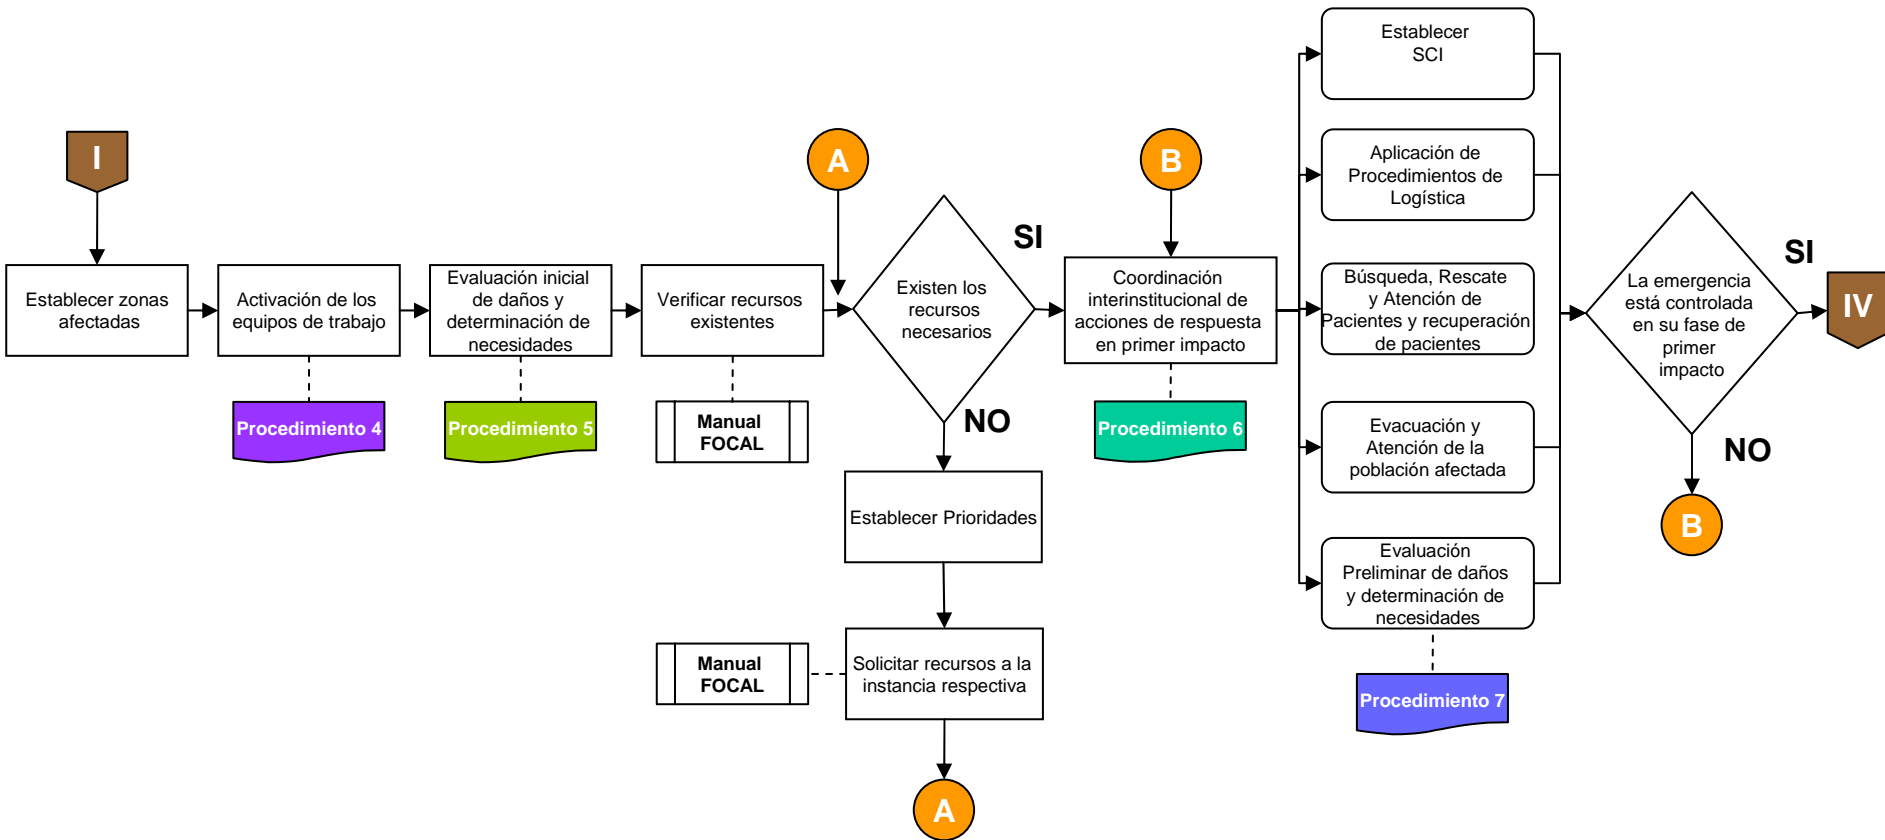 I
Establecer zonas
afectadas
Activación de los
equipos de trabajo
Procedimiento 4
Evaluación inicial
de daños y
determinación de
necesidades
Procedimiento 5
Verificar recursos
existentes
Manual
FOCAL
A
Existen los
recursos
necesarios
SI
NO
Establecer Prioridades
Solicitar recursos a la
instancia respectiva
Manual
FOCAL
A
B
Coordinación
interinstitucional de
acciones de respuesta
en primer impacto
Procedimiento 6
Establecer
SCI
Aplicación de
Procedimientos de
Logística
Búsqueda, Rescate
y Atención de
Pacientes y recuperación
de pacientes
Evacuación y
Atención de la
población afectada
Evaluación
Preliminar de daños
y determinación de
necesidades
Procedimiento 7
La emergencia
está controlada
en su fase de
primer
impacto
SI
IV
NO
B